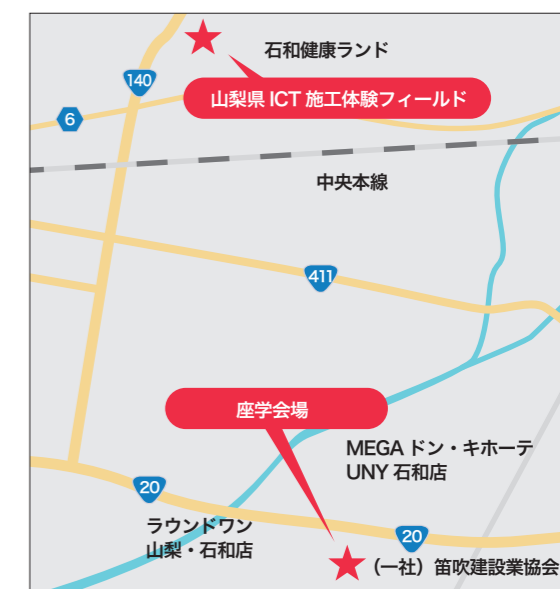 石和健康ランド
140
山梨県 ICT 施工体験フィールド
6
中央本線
411
座学会場
MEGA ドン・キホーテ
UNY 石和店
20
ラウンドワン
山梨・石和店
20
（一社）笛吹建設業協会